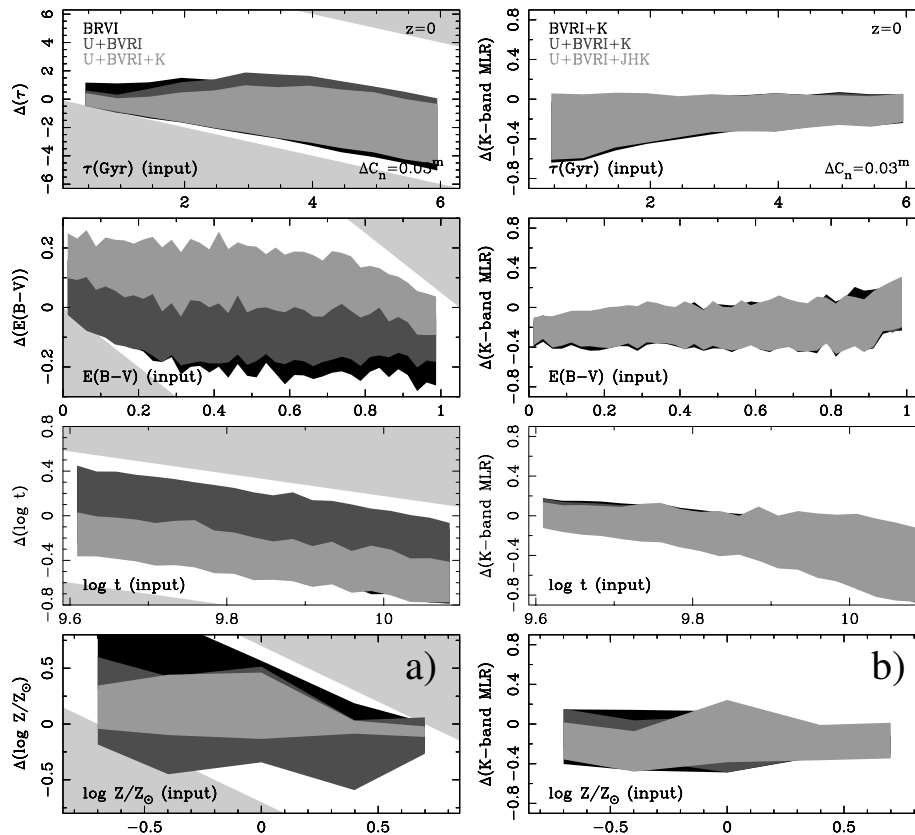 BRVI
z=0
U+BVRI
U+BVRI+K
Δ(τ)
6
4
2
0
−2
−4
−6
τ(Gyr) (input)
ΔCn=0.03m
2
4
6
BVRI+K
z=0
U+BVRI+K
U+BVRI+JHK
Δ(K−band MLR)
0.8
0.4
0
−0.4
−0.8
τ(Gyr) (input)
ΔCn=0.03m
2
4
6
Δ(E(B−V))
0.2
0
−0.2
E(B−V) (input)
0
0.2
0.4
0.6
0.8
1
Δ(K−band MLR)
0.8
0.4
0
−0.4
−0.8
E(B−V) (input)
0
0.2
0.4
0.6
0.8
1
Δ(log t)
0.8
0.4
0
−0.4
−0.8
log t (input)
9.6
9.8
10
Δ(K−band MLR)
0.8
0.4
0
−0.4
−0.8
log t (input)
9.6
9.8
10
Δ(log Z/Z☉)
0.5
0
−0.5
a)
log Z/Z☉ (input)
−0.5
0
0.5
Δ(K−band MLR)
0.8
0.4
0
−0.4
−0.8
b)
log Z/Z☉ (input)
−0.5
0
0.5